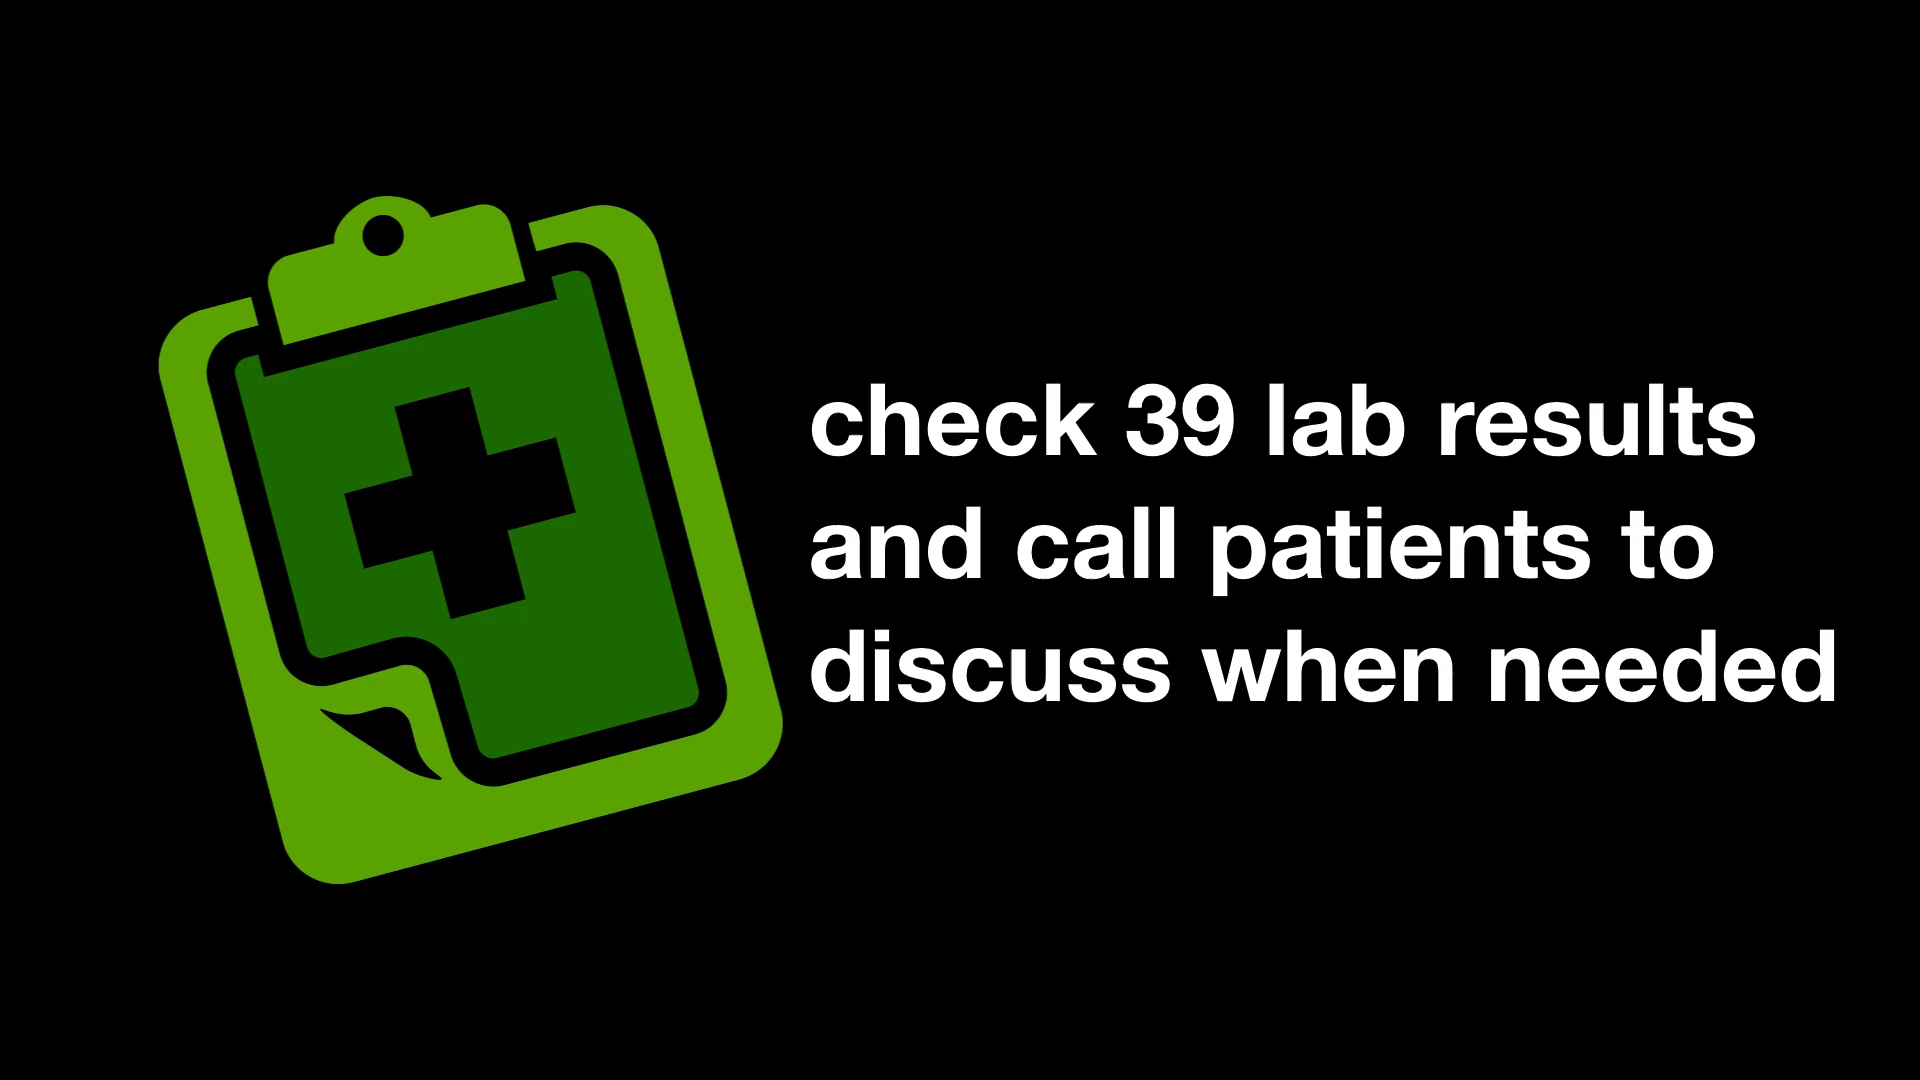 check 39 lab results
and call patients to
discuss when needed